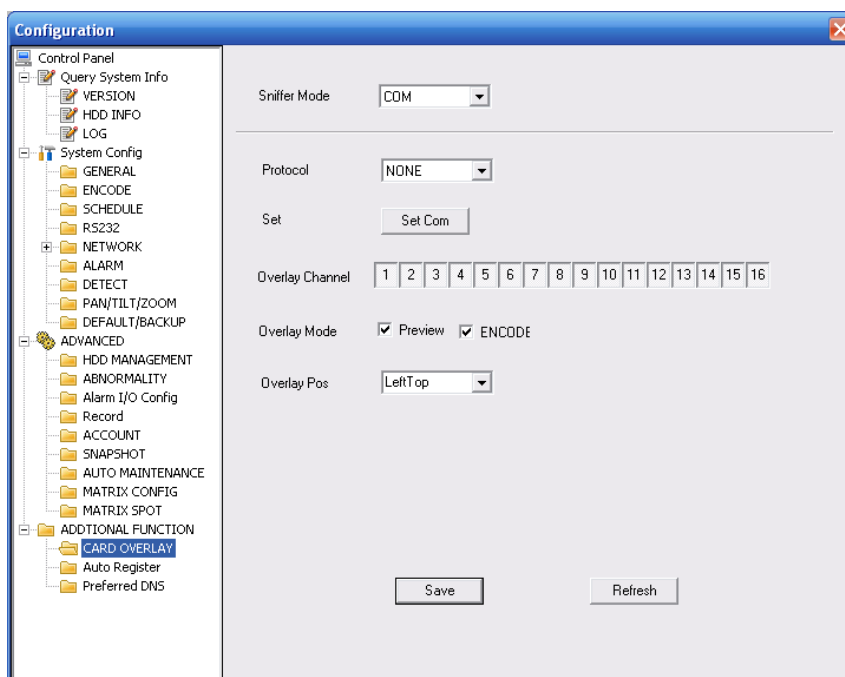 Configuration
Control Panel
Query System Info
VERSION
HDD INFO
LOG
System Config
GENERAL
ENCODE
SCHEDULE
RS232
NETWORK
ALARM
DETECT
PAN/TILT/ZOOM
DEFAULT/BACKUP
ADVANCED
HDD MANAGEMENT
ABNORMALITY
Alarm I/O Config
Record
ACCOUNT
SNAPSHOT
AUTO MAINTENANCE
MATRIX CONFIG
MATRIX SPOT
ADDTIONAL FUNCTION
CARD OVERLAY
Auto Register
Preferred DNS
Sniffer Mode COM
Protocol NONE
Set Set Com
Overlay Channel 1 2 3 4 5 6 7 8 9 10 11 12 13 14 15 16
Overlay Mode Preview ENCODE
Overlay Pos LeftTop
Save Refresh